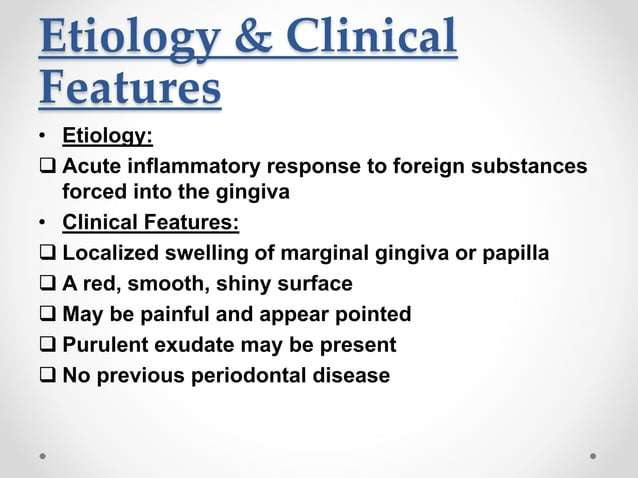 Etiology & Clinical
Features
• Etiology:
❑ Acute inflammatory response to foreign substances
forced into the gingiva
• Clinical Features:
❑ Localized swelling of marginal gingiva or papilla
❑ A red, smooth, shiny surface
❑ May be painful and appear pointed
❑ Purulent exudate may be present
❑ No previous periodontal disease